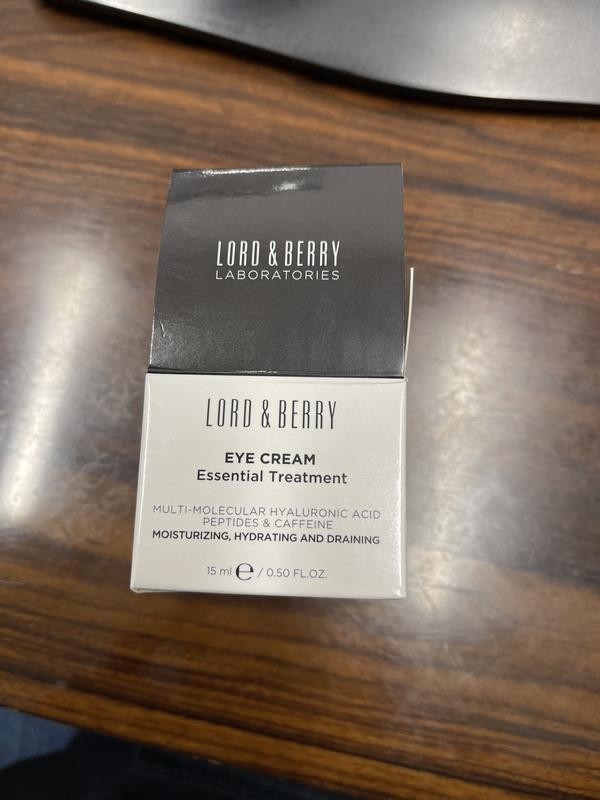 LORD & BERRY
LABORATORIES
LORD & BERRY
EYE CREAM
Essential Treatment
MULTI-MOLECULAR HYALURONIC ACID
PEPTIDES & CAFFEINE
MOISTURIZING, HYDRATING AND DRAINING
15 ml ℮ / 0.50 FL.OZ.